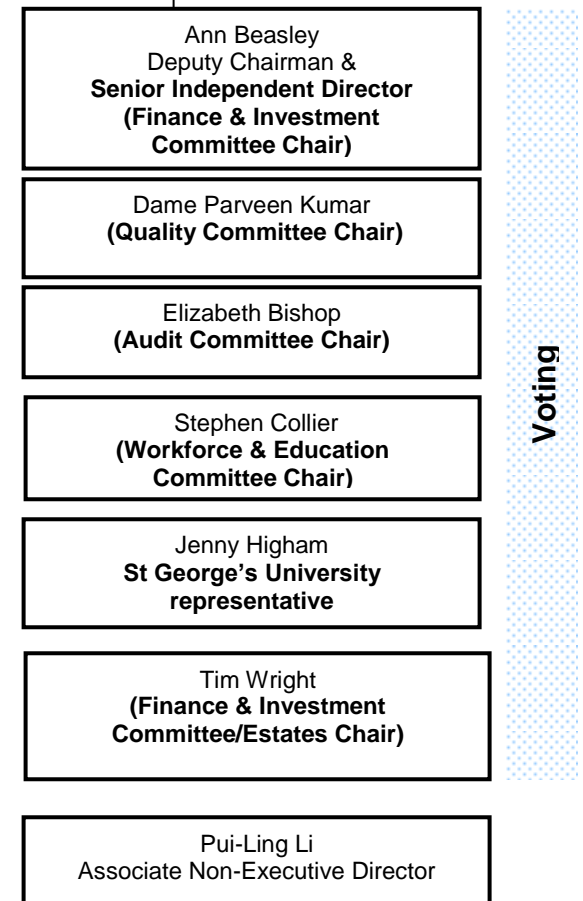 Ann Beasley
Deputy Chairman &
Senior Independent Director
(Finance & Investment
Committee Chair)
Dame Parveen Kumar
(Quality Committee Chair)
Elizabeth Bishop
(Audit Committee Chair)
Stephen Collier
(Workforce & Education
Committee Chair)
Jenny Higham
St George’s University
representative
Tim Wright
(Finance & Investment
Committee/Estates Chair)
Pui-Ling Li
Associate Non-Executive Director
Voting